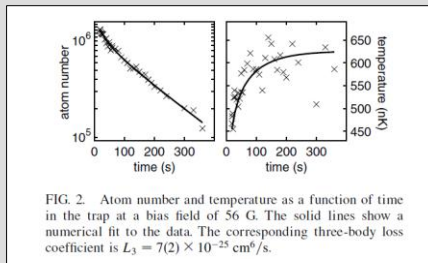 10⁶
10⁵
atom number
0 100 200 300
time (s)
650
600
550
500
450
temperature (nK)
0 100 200 300
time (s)
FIG. 2. Atom number and temperature as a function of time
in the trap at a bias field of 56 G. The solid lines show a
numerical fit to the data. The corresponding three-body loss
coefficient is L₃ = 7(2) × 10⁻²⁵ cm⁶/s.